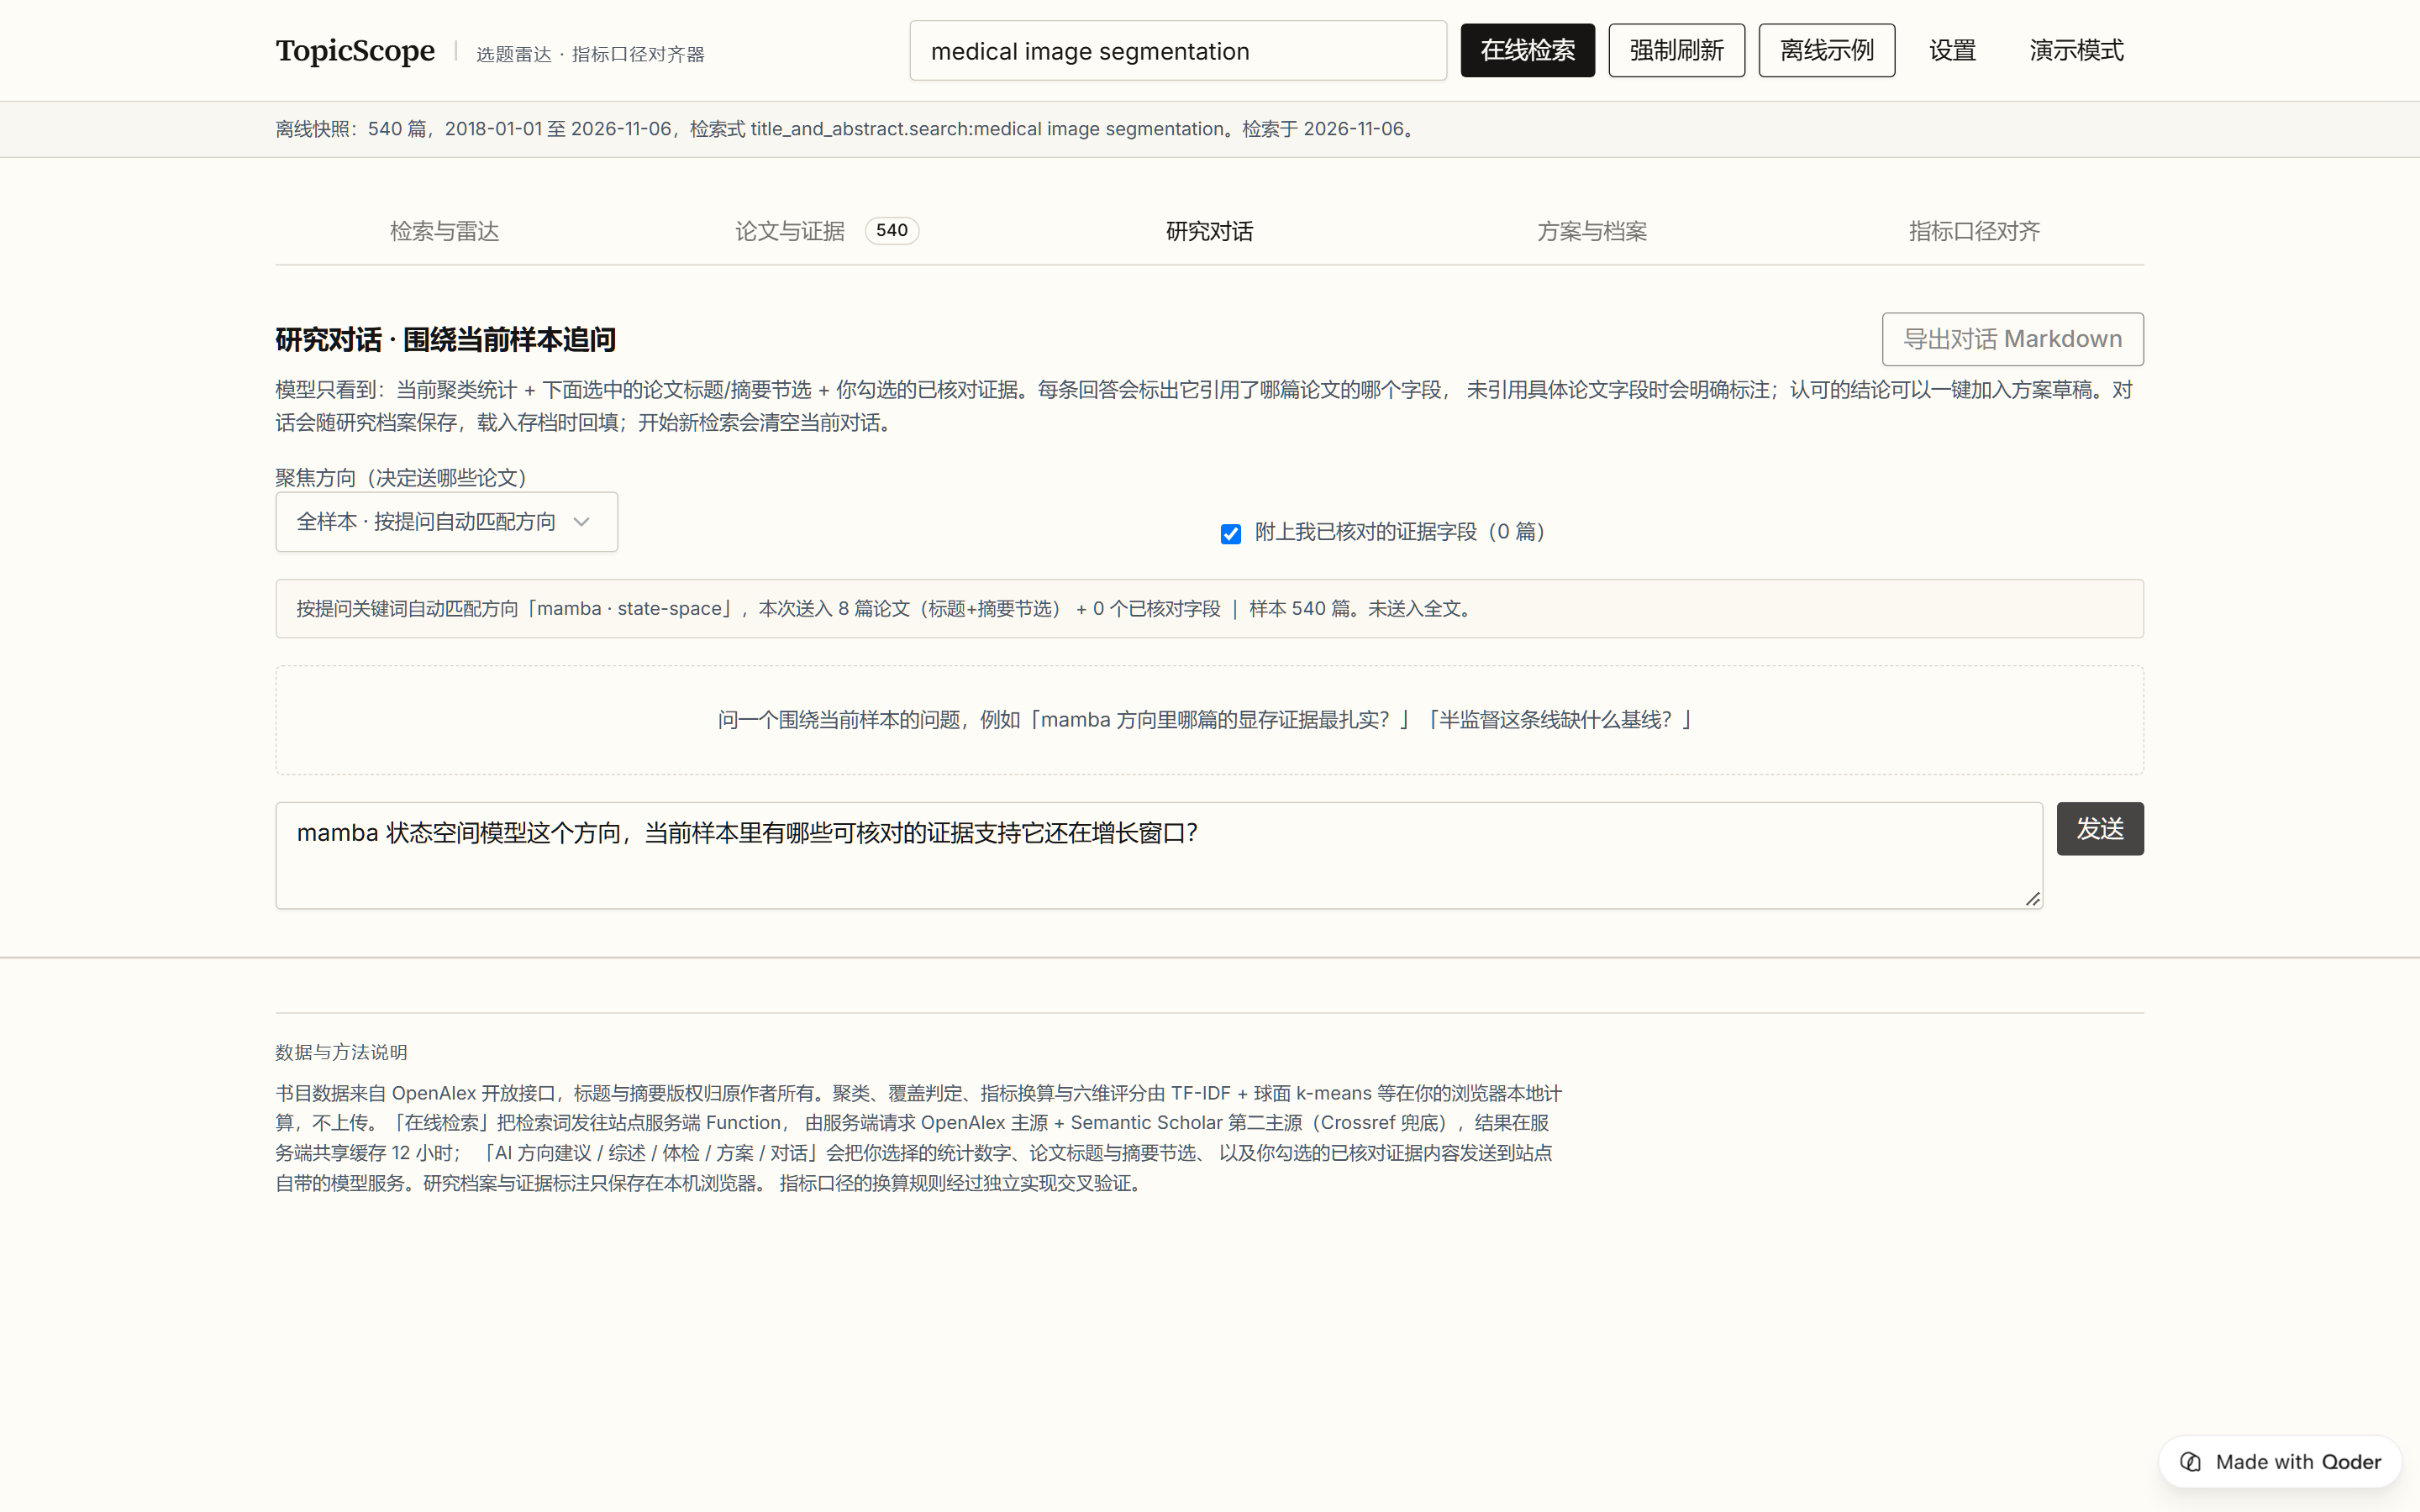 TopicScope
选题雷达 · 指标口径对齐器
medical image segmentation
在线检索
强制刷新
离线示例
设置
演示模式
离线快照：540 篇，2018-01-01 至 2026-11-06，检索式 title_and_abstract.search:medical image segmentation。检索于 2026-11-06。
检索与雷达
论文与证据 540
研究对话
方案与档案
指标口径对齐
研究对话 · 围绕当前样本追问
导出对话 Markdown
模型只看到：当前聚类统计 + 下面选中的论文标题/摘要节选 + 你勾选的已核对证据。每条回答会标出它引用了哪篇论文的哪个字段， 未引用具体论文字段时会明确标注；认可的结论可以一键加入方案草稿。对
话会随研究档案保存，载入存档时回填；开始新检索会清空当前对话。
聚焦方向（决定送哪些论文）
全样本 · 按提问自动匹配方向
附上我已核对的证据字段（0 篇）
按提问关键词自动匹配方向「mamba · state-space」，本次送入 8 篇论文（标题+摘要节选） + 0 个已核对字段 ｜ 样本 540 篇。未送入全文。
问一个围绕当前样本的问题，例如「mamba 方向里哪篇的显存证据最扎实？」「半监督这条线缺什么基线？」
mamba 状态空间模型这个方向，当前样本里有哪些可核对的证据支持它还在增长窗口？
发送
数据与方法说明
书目数据来自 OpenAlex 开放接口，标题与摘要版权归原作者所有。聚类、覆盖判定、指标换算与六维评分由 TF-IDF + 球面 k-means 等在你的浏览器本地计
算，不上传。「在线检索」把检索词发往站点服务端 Function， 由服务端请求 OpenAlex 主源 + Semantic Scholar 第二主源（Crossref 兜底），结果在服
务端共享缓存 12 小时； 「AI 方向建议 / 综述 / 体检 / 方案 / 对话」会把你选择的统计数字、论文标题与摘要节选、 以及你勾选的已核对证据内容发送到站点
自带的模型服务。研究档案与证据标注只保存在本机浏览器。 指标口径的换算规则经过独立实现交叉验证。
Made with Qoder